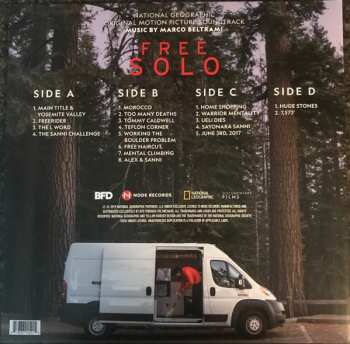 NATIONAL GEOGRAPHIC
ORIGINAL MOTION PICTURE SOUNDTRACK
MUSIC BY MARCO BELTRAMI
FREE
SOLO
SIDE A
1. MAIN TITLE &
YOSEMITE VALLEY
2. FREERIDER
3. THE L WORD
4. THE SANNI CHALLENGE
SIDE B
1. MOROCCO
2. TOO MANY DEATHS
3. TOMMY CALDWELL
4. TEFLON CORNER
5. WORKING THE
BOULDER PROBLEM
6. FREE HAIRCUT
7. MENTAL CLIMBING
8. ALEX & SANNI
SIDE C
1. HOME SHOPPING
2. WARRIOR MENTALITY
3. UELI DIES
4. SAYONARA SANNI
5. JUNE 3RD, 2017
SIDE D
1. HUGE STONES
2. 7,573'
BFD
NODE RECORDS
NATIONAL
GEOGRAPHIC
DOCUMENTARY
FILMS